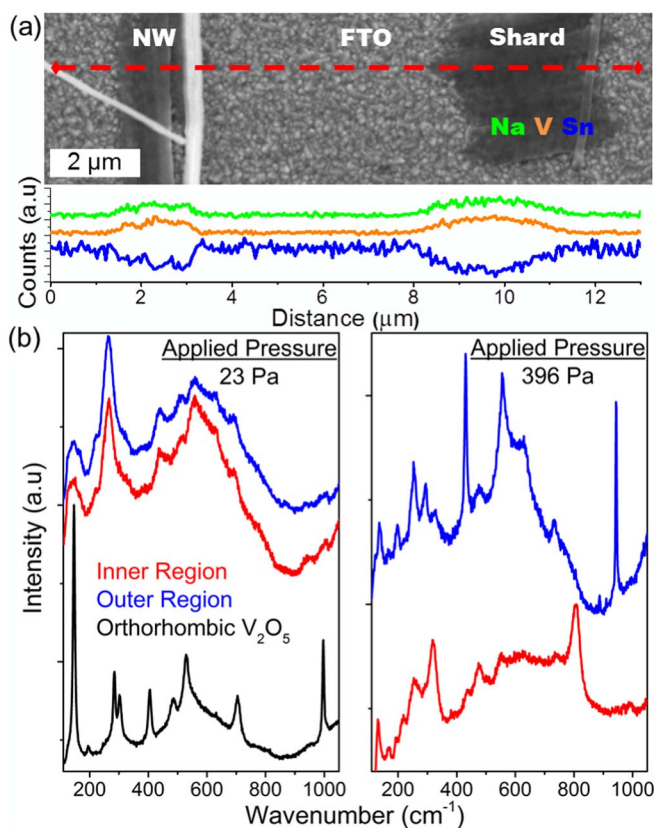 (a)
NW FTO Shard
Na V Sn
2 μm
Counts (a.u)
0 2 4 6 8 10 12
Distance (μm)
(b)
Applied Pressure
23 Pa
Applied Pressure
396 Pa
Intensity (a.u)
Inner Region
Outer Region
Orthorhombic V₂O₅
200 400 600 800 1000
200 400 600 800 1000
Wavenumber (cm⁻¹)